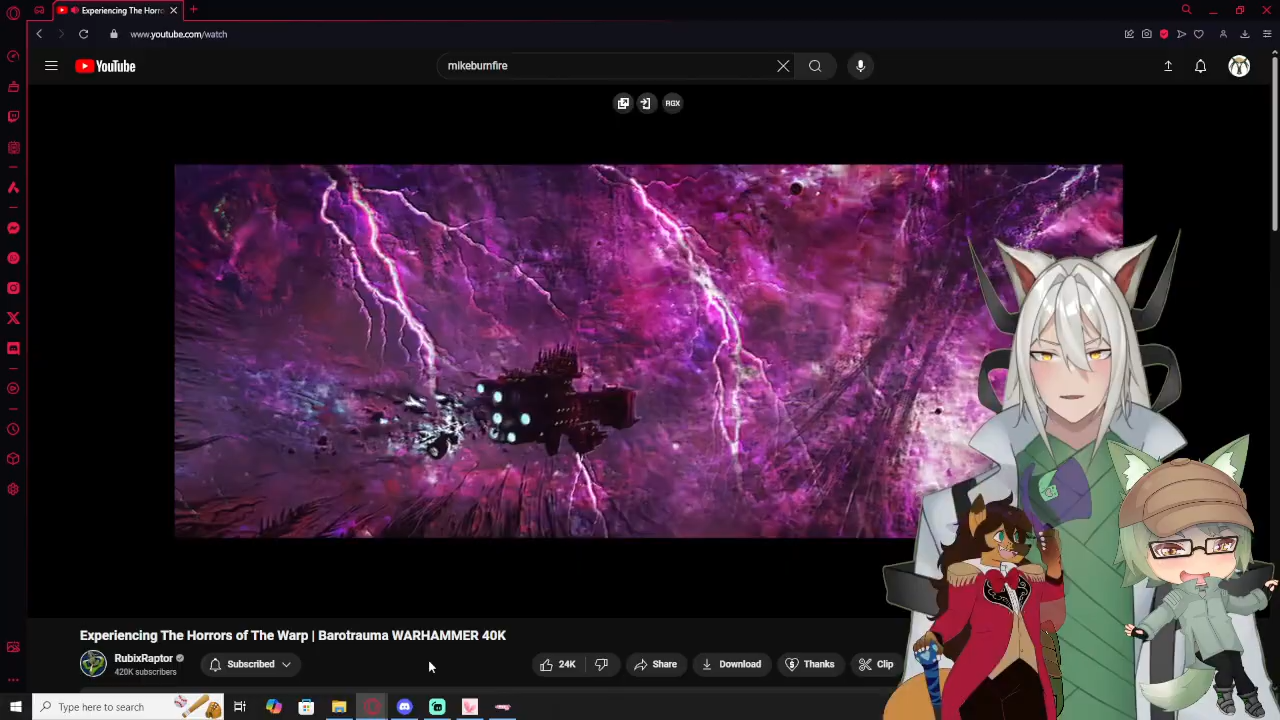 Experiencing The Horro
www.youtube.com/watch
YouTube
mikeburnfire
RGX
Experiencing The Horrors of The Warp | Barotrauma WARHAMMER 40K
RubixRaptor
420K subscribers
Subscribed
24K
Share
Download
Thanks
Clip
Type here to search